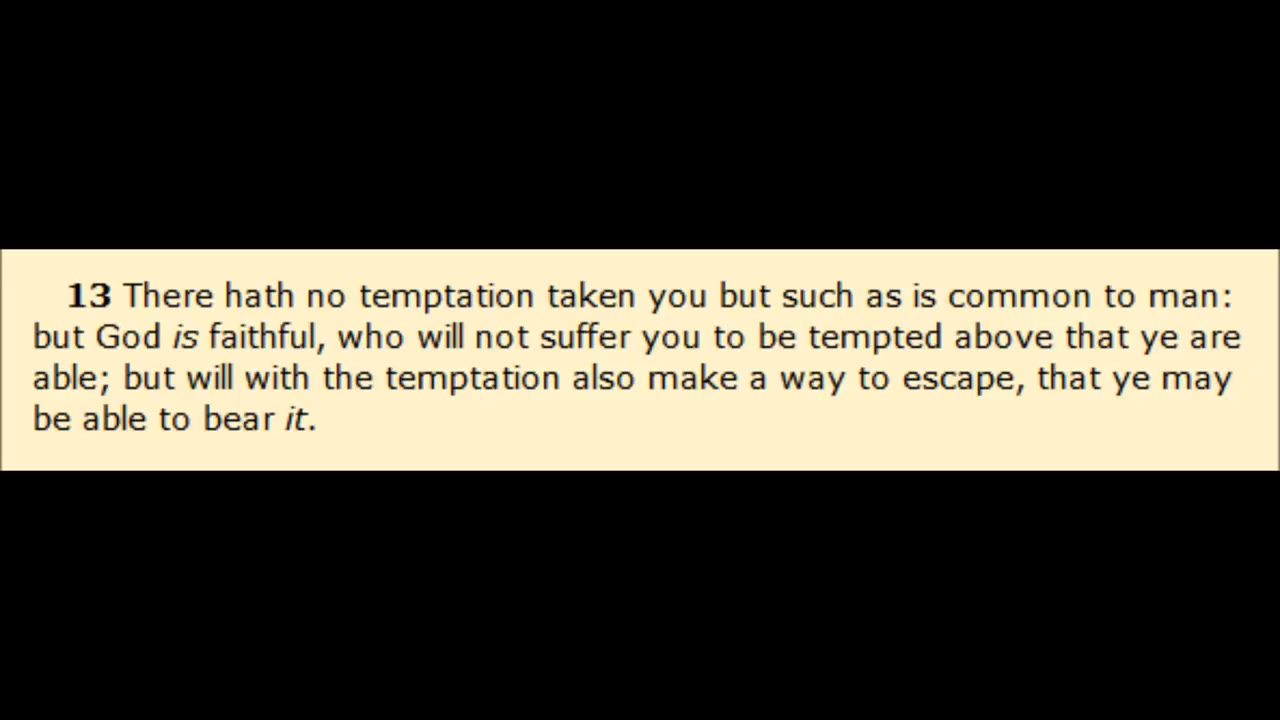 13 There hath no temptation taken you but such as is common to man:
but God is faithful, who will not suffer you to be tempted above that ye are
able; but will with the temptation also make a way to escape, that ye may
be able to bear it.